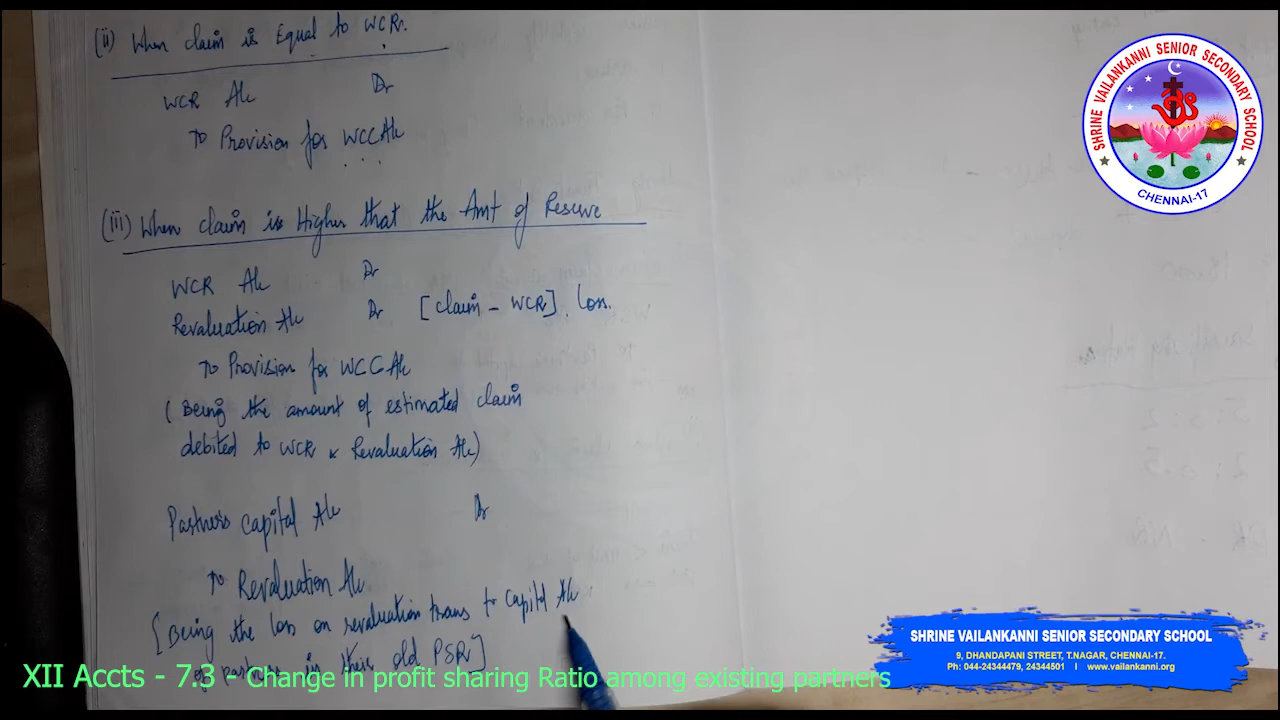 (ii) When claim is Equal to WCR.
WCR A/c Dr
To Provision for WCC A/c
(iii) When claim is Higher that the Amt of Reserve
WCR A/c Dr
Revaluation A/c Dr [claim - WCR] Loss.
To Provision for WCC A/c
(Being the amount of estimated claim
debited to WCR & Revaluation A/c)
Partners capital A/c Dr
To Revaluation A/c
[Being the loss on revaluation trans to capital A/c
of partners in their old PSR]
SHRINE VAILANKANNI SENIOR SECONDARY SCHOOL
CHENNAI-17
SHRINE VAILANKANNI SENIOR SECONDARY SCHOOL
9, DHANDAPANI STREET, T.NAGAR, CHENNAI-17.
Ph: 044-24344479, 24344501 I www.vailankanni.org
XII Accts - 7.3 - Change in profit sharing Ratio among existing partners